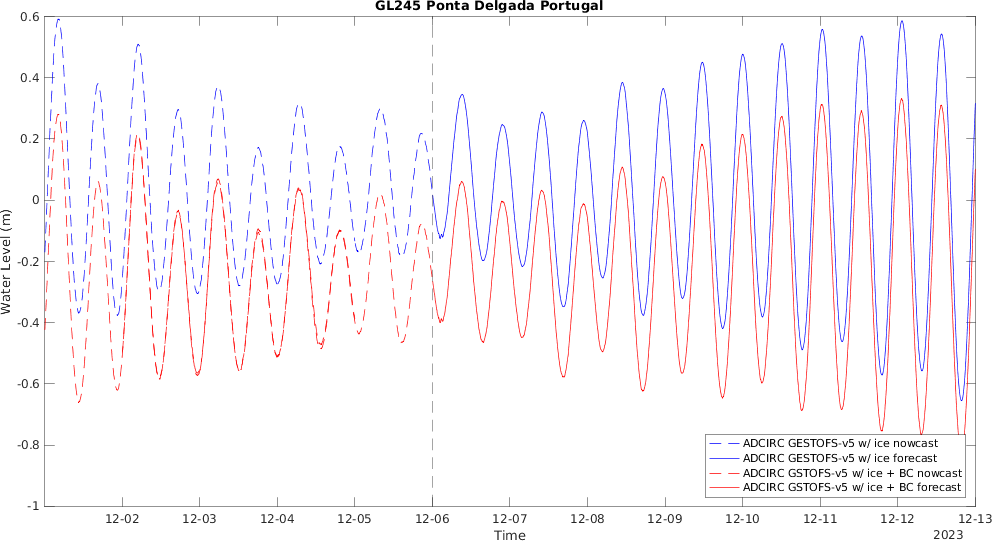 GL245 Ponta Delgada Portugal
0.6
0.4
0.2
0
-0.2
-0.4
-0.6
-0.8
-1
Water Level (m)
ADCIRC GESTOFS-v5 w/ ice nowcast
ADCIRC GESTOFS-v5 w/ ice forecast
ADCIRC GSTOFS-v5 w/ ice + BC nowcast
ADCIRC GSTOFS-v5 w/ ice + BC forecast
12-02 12-03 12-04 12-05 12-06 12-07 12-08 12-09 12-10 12-11 12-12 12-13
Time
2023